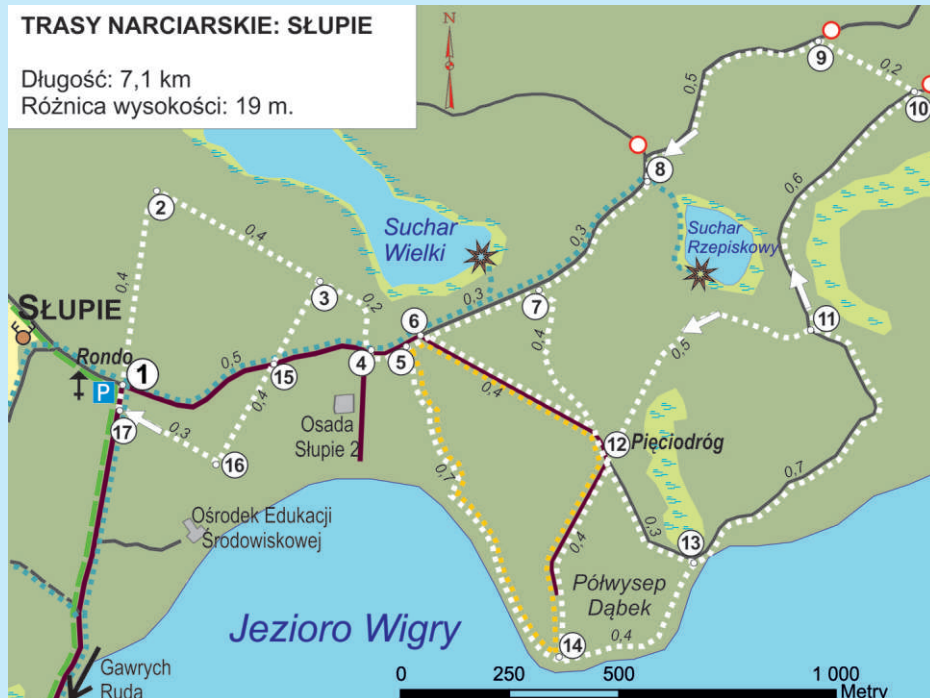 TRASY NARCIARSKIE: SŁUPIE
Długość: 7,1 km
Różnica wysokości: 19 m.
N
9
0,2
10
0,5
8
0,6
2
0,4
Suchar
Wielki
0,3
Suchar
Rzepiskowy
0,4
3
0,2
0,3
7
SŁUPIE
Rondo
1
0,5
15
4
5
6
0,4
0,5
11
P
17
0,3
16
0,4
Osada
Słupie 2
0,4
12
Pięciodróg
0,7
0,7
Ośrodek Edukacji
Środowiskowej
0,4
0,3
13
Półwysep
Dąbek
Jezioro Wigry
14
0,4
Gawrych
Ruda
0 250 500 1 000
Metry